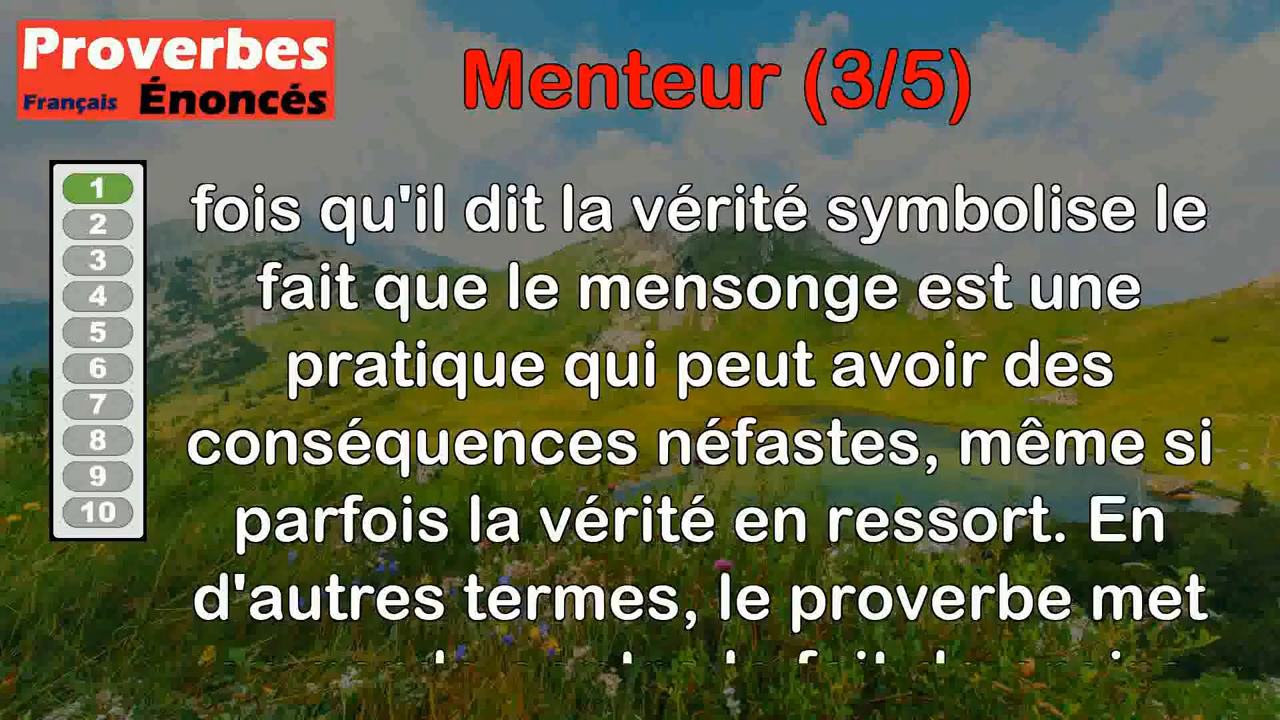 Proverbes
Français Énoncés
Menteur (3/5)
1
2
3
4
5
6
7
8
9
10
fois qu'il dit la vérité symbolise le
fait que le mensonge est une
pratique qui peut avoir des
conséquences néfastes, même si
parfois la vérité en ressort. En
d'autres termes, le proverbe met